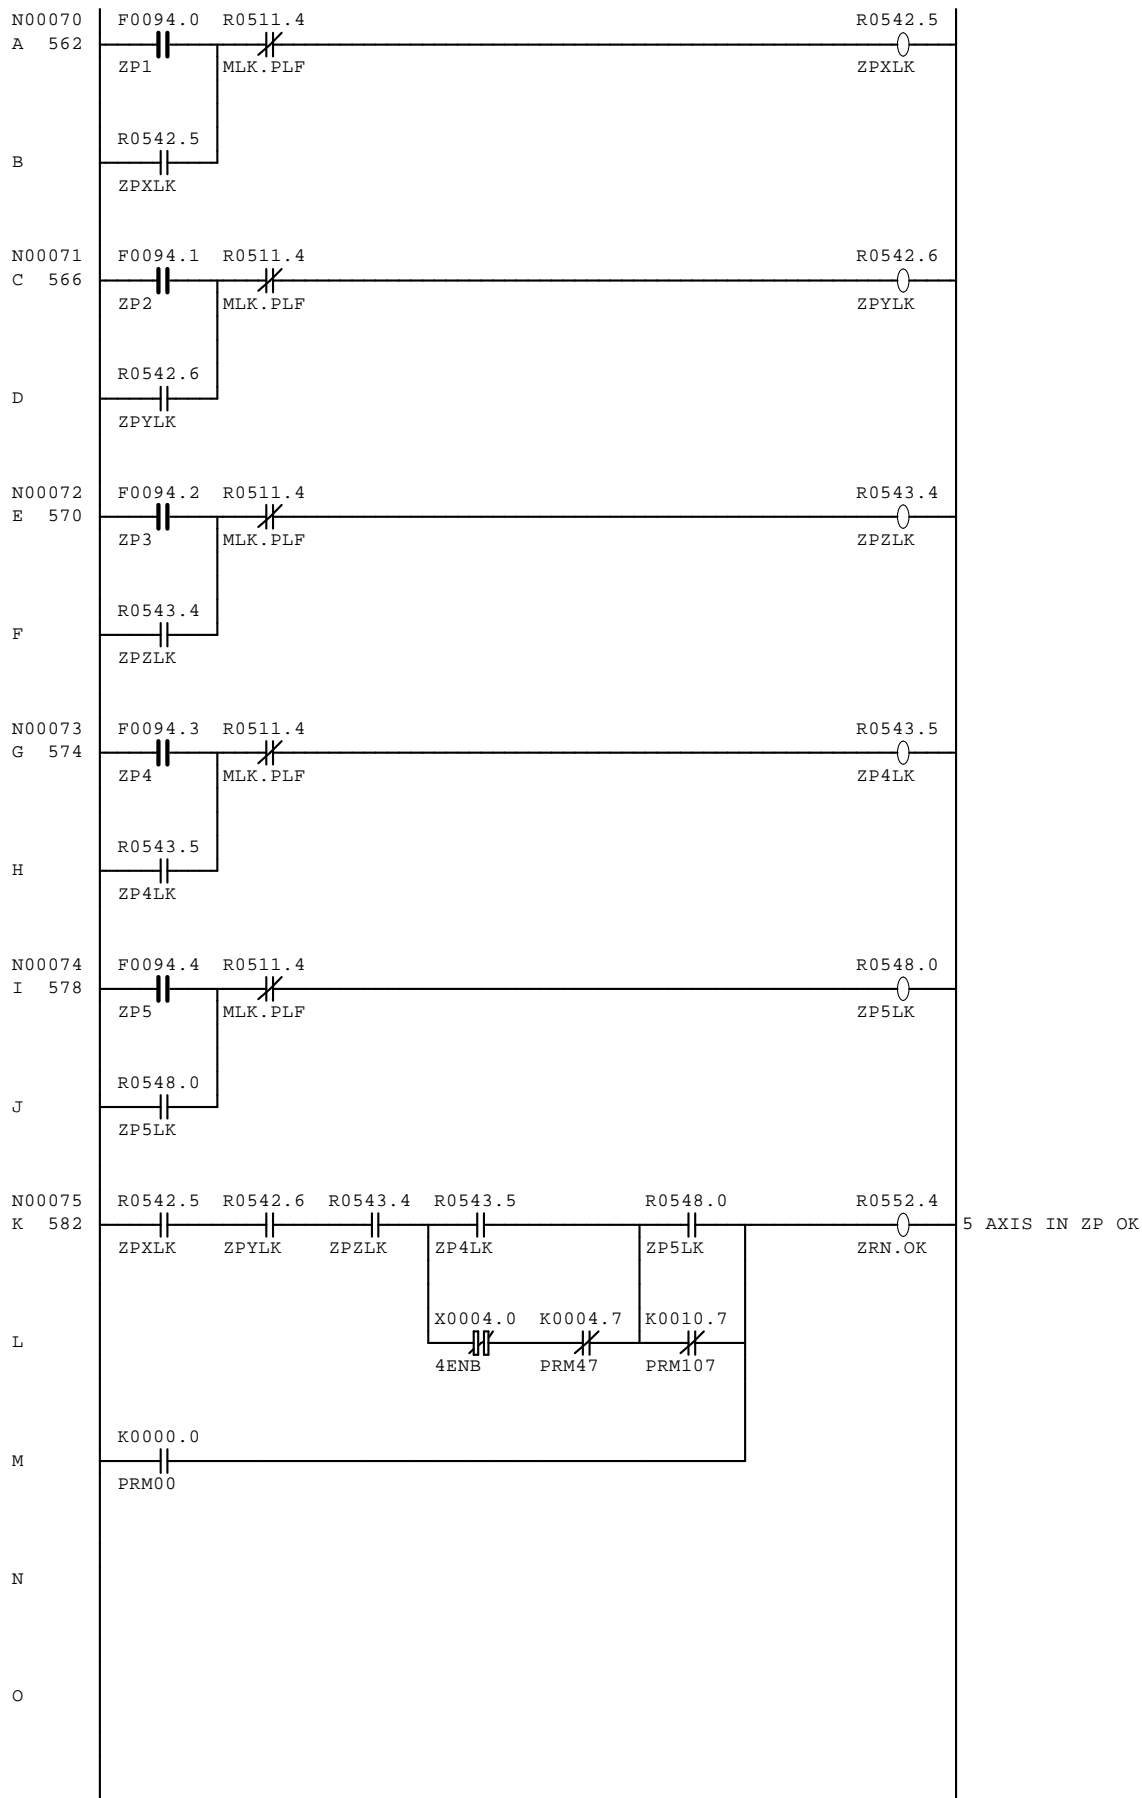 N00070 F0094.0 R0511.4 R0542.5
A 562
ZP1 MLK.PLF ZPXLK
R0542.5
B
ZPXLK
N00071 F0094.1 R0511.4 R0542.6
C 566
ZP2 MLK.PLF ZPYLK
R0542.6
D
ZPYLK
N00072 F0094.2 R0511.4 R0543.4
E 570
ZP3 MLK.PLF ZPZLK
R0543.4
F
ZPZLK
N00073 F0094.3 R0511.4 R0543.5
G 574
ZP4 MLK.PLF ZP4LK
R0543.5
H
ZP4LK
N00074 F0094.4 R0511.4 R0548.0
I 578
ZP5 MLK.PLF ZP5LK
R0548.0
J
ZP5LK
N00075 R0542.5 R0542.6 R0543.4 R0543.5 R0548.0 R0552.4
K 582 5 AXIS IN ZP OK
ZPXLK ZPYLK ZPZLK ZP4LK ZP5LK ZRN.OK
X0004.0 K0004.7 K0010.7
L
4ENB PRM47 PRM107
K0000.0
M
PRM00
N
O